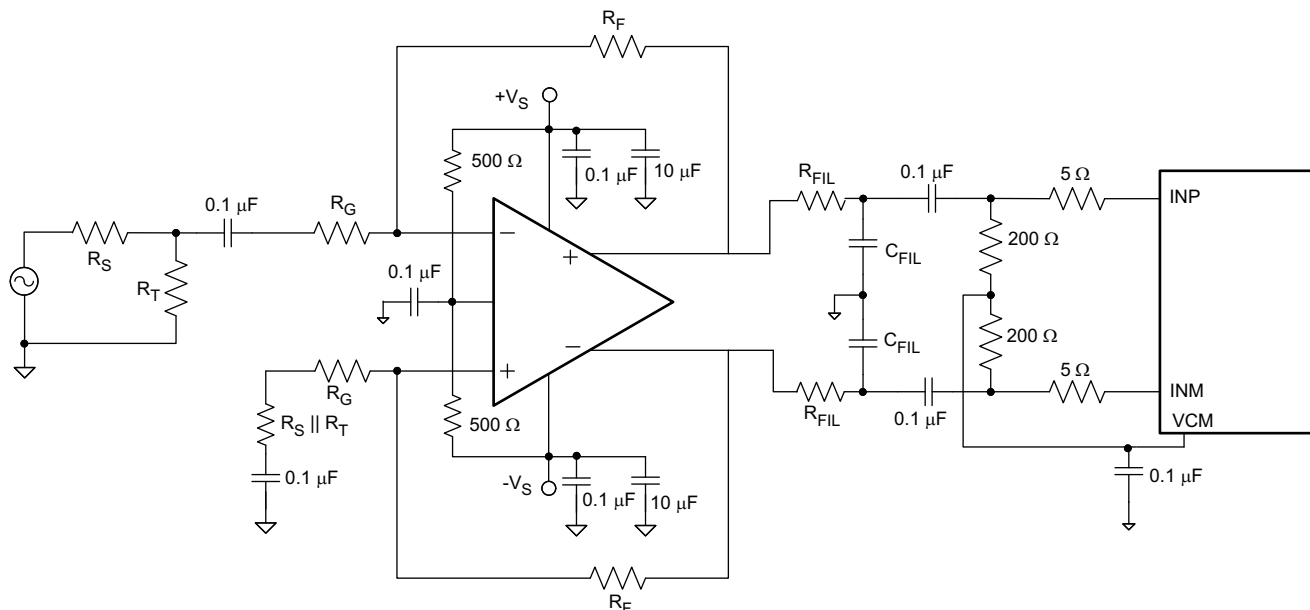 R_F
+V_S
500 Ω
0.1 µF
10 µF
R_FIL
0.1 µF
5 Ω
INP
0.1 µF
R_G
−
200 Ω
R_S
+
C_FIL
R_T
0.1 µF
−
C_FIL
200 Ω
5 Ω
R_G
+
INM
R_S || R_T
500 Ω
R_FIL
0.1 µF
VCM
0.1 µF
-V_S
0.1 µF
10 µF
0.1 µF
R_F